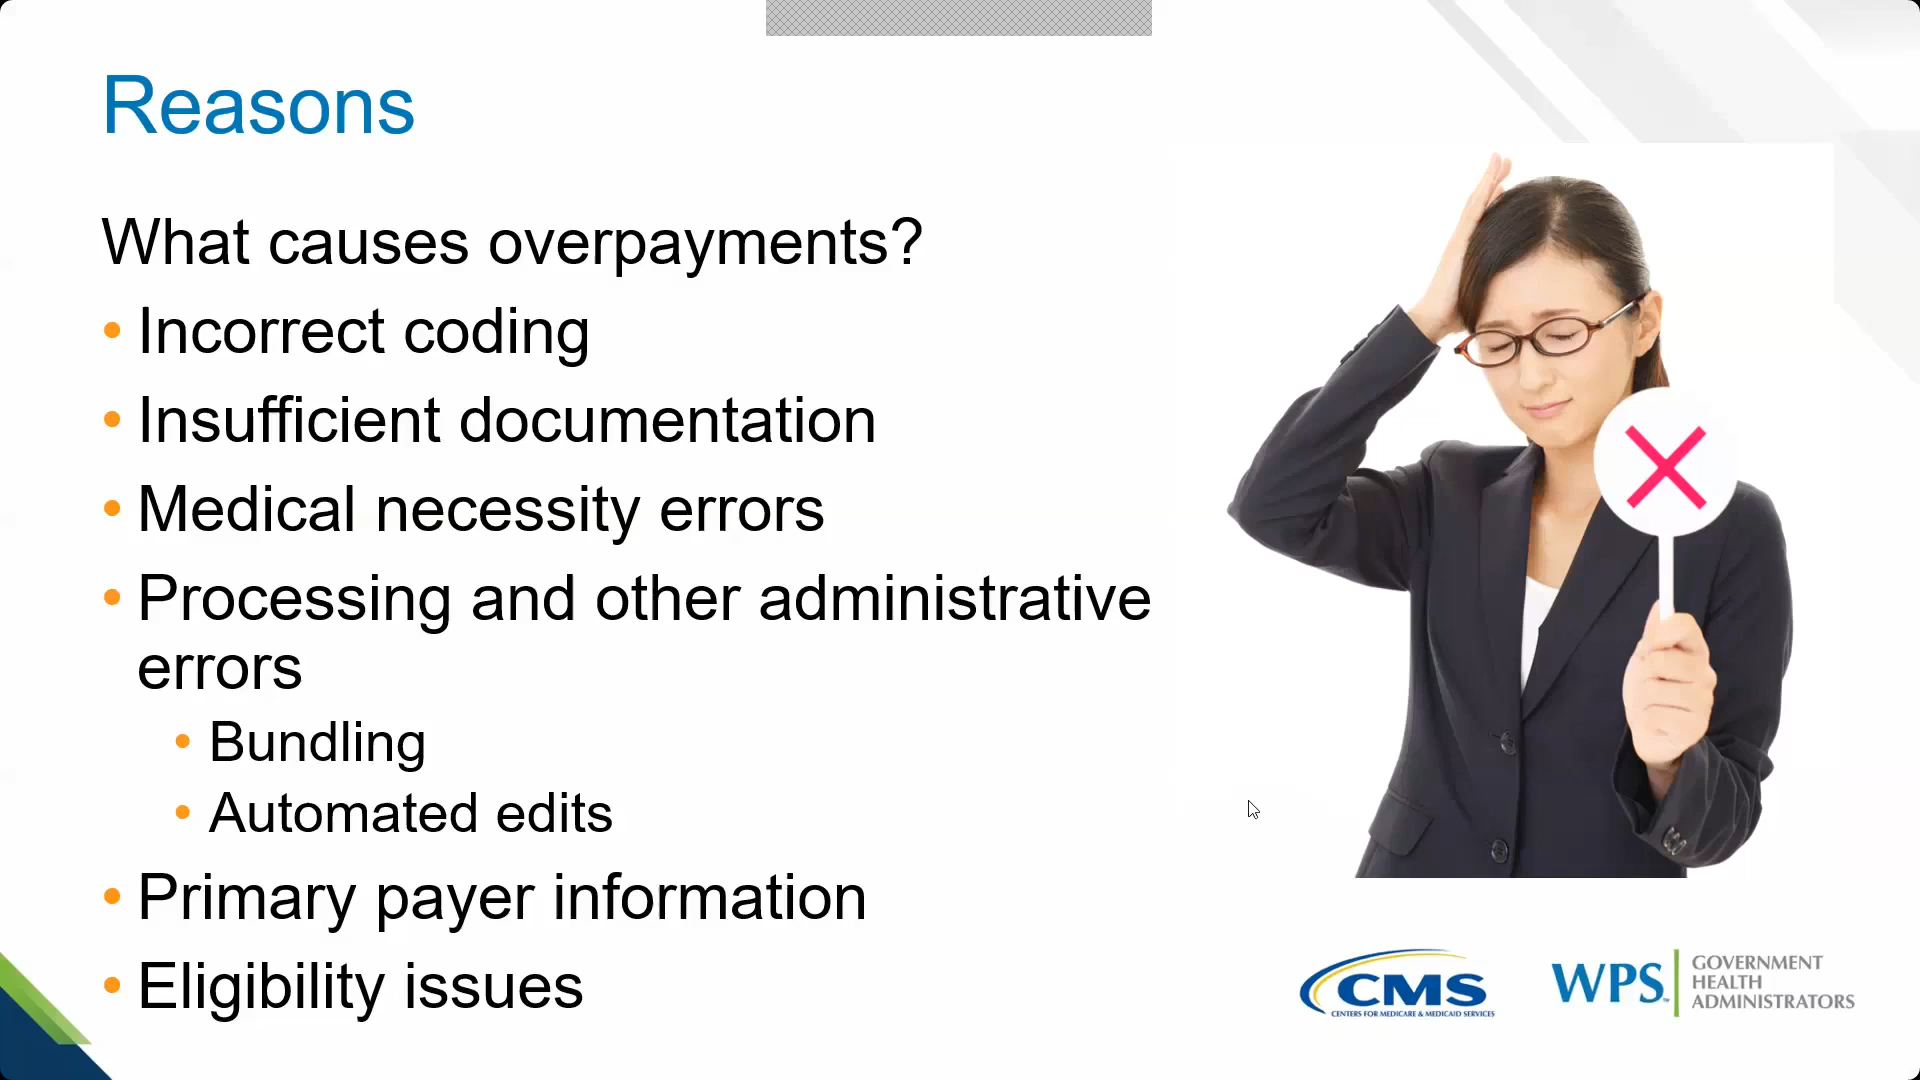 Reasons
What causes overpayments?
• Incorrect coding
• Insufficient documentation
• Medical necessity errors
• Processing and other administrative
errors
• Bundling
• Automated edits
• Primary payer information
• Eligibility issues
CMS
CENTERS FOR MEDICARE & MEDICAID SERVICES
WPS™
GOVERNMENT
HEALTH
ADMINISTRATORS